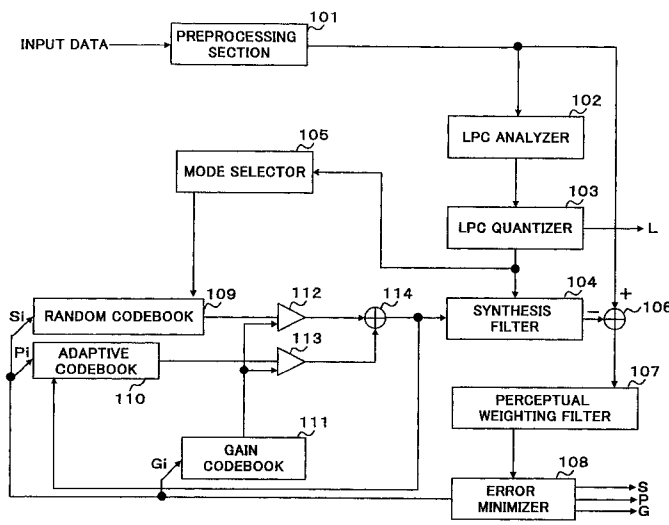 101
INPUT DATA
PREPROCESSING
SECTION
102
LPC ANALYZER
105
MODE SELECTOR
103
LPC QUANTIZER
L
109
112
114
104
+
Si
RANDOM CODEBOOK
SYNTHESIS
FILTER
−
106
113
Pi
ADAPTIVE
CODEBOOK
110
107
PERCEPTUAL
WEIGHTING FILTER
111
Gi
GAIN
CODEBOOK
108
ERROR
MINIMIZER
S
P
G